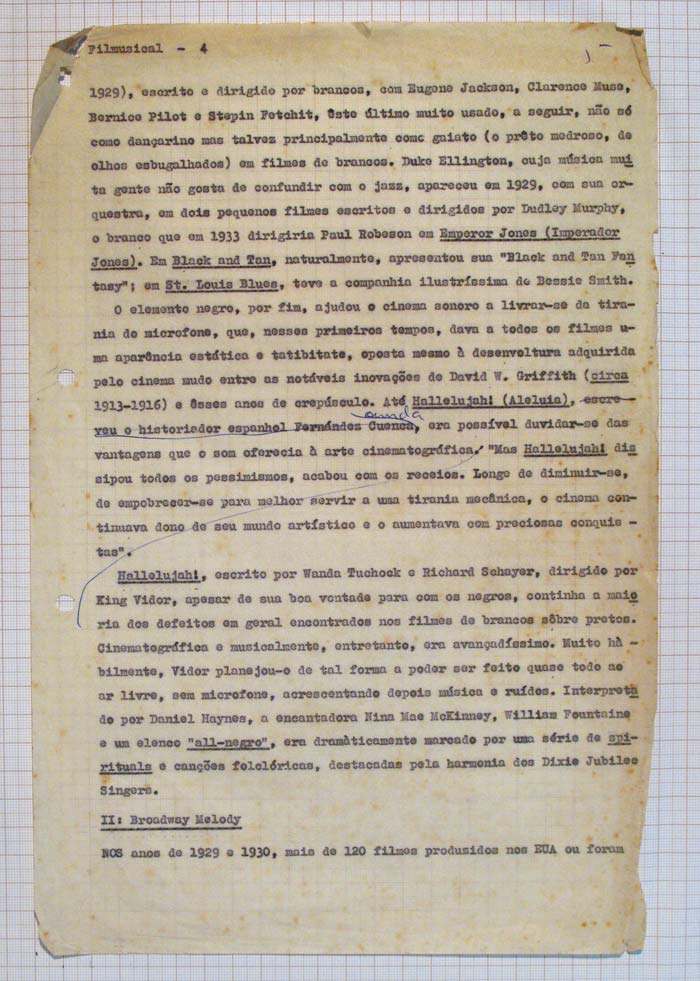 Filmusical - 4
1929), escrito e dirigido por brancos, com Eugene Jackson, Clarence Muse,
Bernice Pilot e Stepin Fetchit, êste último muito usado, a seguir, não só
como dançarino mas talvez principalmente como gaiato (o prêto medroso, de
olhos esbugalhados) em filmes de brancos. Duke Ellington, cuja música mui
ta gente não gosta de confundir com o jazz, apareceu em 1929, com sua or-
questra, em dois pequenos filmes escritos e dirigidos por Dudley Murphy,
o branco que em 1933 dirigiria Paul Robeson em Emperor Jones (Imperador
Jones). Em Black and Tan, naturalmente, apresentou sua "Black and Tan Fan
tasy"; em St. Louis Blues, teve a companhia ilustríssima de Bessie Smith.
O elemento negro, por fim, ajudou o cinema sonoro a livrar-se da tira-
nia do microfone, que, nesses primeiros tempos, dava a todos os filmes u-
ma aparência estática e tatibitate, oposta mesmo à desenvoltura adquirida
pelo cinema mudo entre as notáveis inovações de David W. Griffith (circa
1913-1916) e êsses anos de crepúsculo. Até Hallelujah! (Aleluia), escre-
ainda
veu o historiador espanhol Fernández Cuenca, era possível duvidar-se das
vantagens que o som oferecia à arte cinematográfica. "Mas Hallelujah! dis
sipou todos os pessimismos, acabou com os receios. Longe de diminuir-se,
de empobrecer-se para melhor servir a uma tirania mecânica, o cinema con-
tinuava dono de seu mundo artístico e o aumentava com preciosas conquis -
tas".
Hallelujah!, escrito por Wanda Tuchock e Richard Schayer, dirigido por
King Vidor, apesar de sua boa vontade para com os negros, continha a maio
ria dos defeitos em geral encontrados nos filmes de brancos sôbre pretos.
Cinematográfica e musicalmente, entretanto, era avançadíssimo. Muito hà -
bilmente, Vidor planejou-o de tal forma a poder ser feito quase todo ao
ar livre, sem microfone, acrescentando depois música e ruídos. Interpreta
do por Daniel Haynes, a encantadora Nina Mae McKinney, William Fountaine
e um elenco "all-negro", era dramàticamente marcado por uma série de spi-
rituals e canções folclóricas, destacadas pela harmonia dos Dixie Jubilee
Singers.
II: Broadway Melody
NOS anos de 1929 e 1930, mais de 120 filmes produzidos nos EUA ou foram